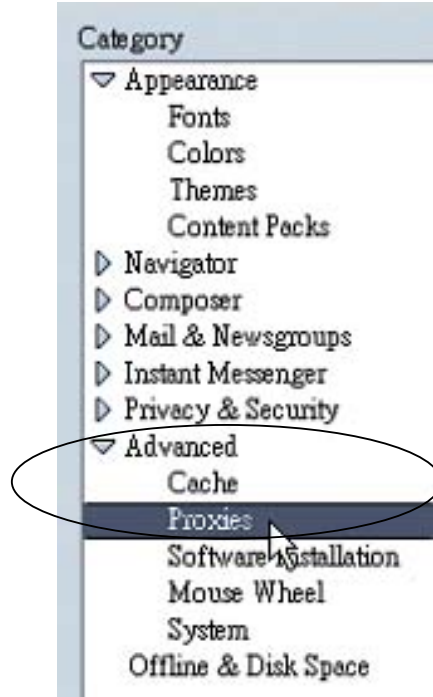 Category
Appearance
Fonts
Colors
Themes
Content Packs
Navigator
Composer
Mail & Newsgroups
Instant Messenger
Privacy & Security
Advanced
Cache
Proxies
Software Installation
Mouse Wheel
System
Offline & Disk Space